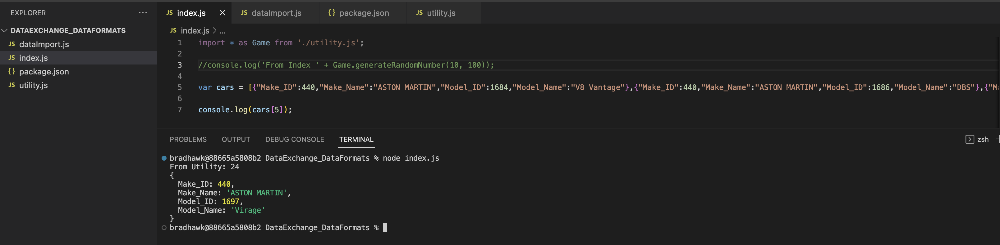 EXPLORER ...
DATAEXCHANGE_DATAFORMATS
JS dataImport.js
JS index.js
{} package.json
JS utility.js
JS index.js × JS dataImport.js {} package.json JS utility.js
JS index.js > ...
1 import * as Game from './utility.js';
2
3 //console.log('From Index ' + Game.generateRandomNumber(10, 100));
4
5 var cars = [{"Make_ID":440,"Make_Name":"ASTON MARTIN","Model_ID":1684,"Model_Name":"V8 Vantage"},{"Make_ID":440,"Make_Name":"ASTON MARTIN","Model_ID":1686,"Model_Name":"DBS"},{"M
6
7 console.log(cars[5]);
PROBLEMS OUTPUT DEBUG CONSOLE TERMINAL zsh +
bradhawk@88665a5808b2 DataExchange_DataFormats % node index.js
From Utility: 24
{
  Make_ID: 440,
  Make_Name: 'ASTON MARTIN',
  Model_ID: 1697,
  Model_Name: 'Virage'
}
bradhawk@88665a5808b2 DataExchange_DataFormats %